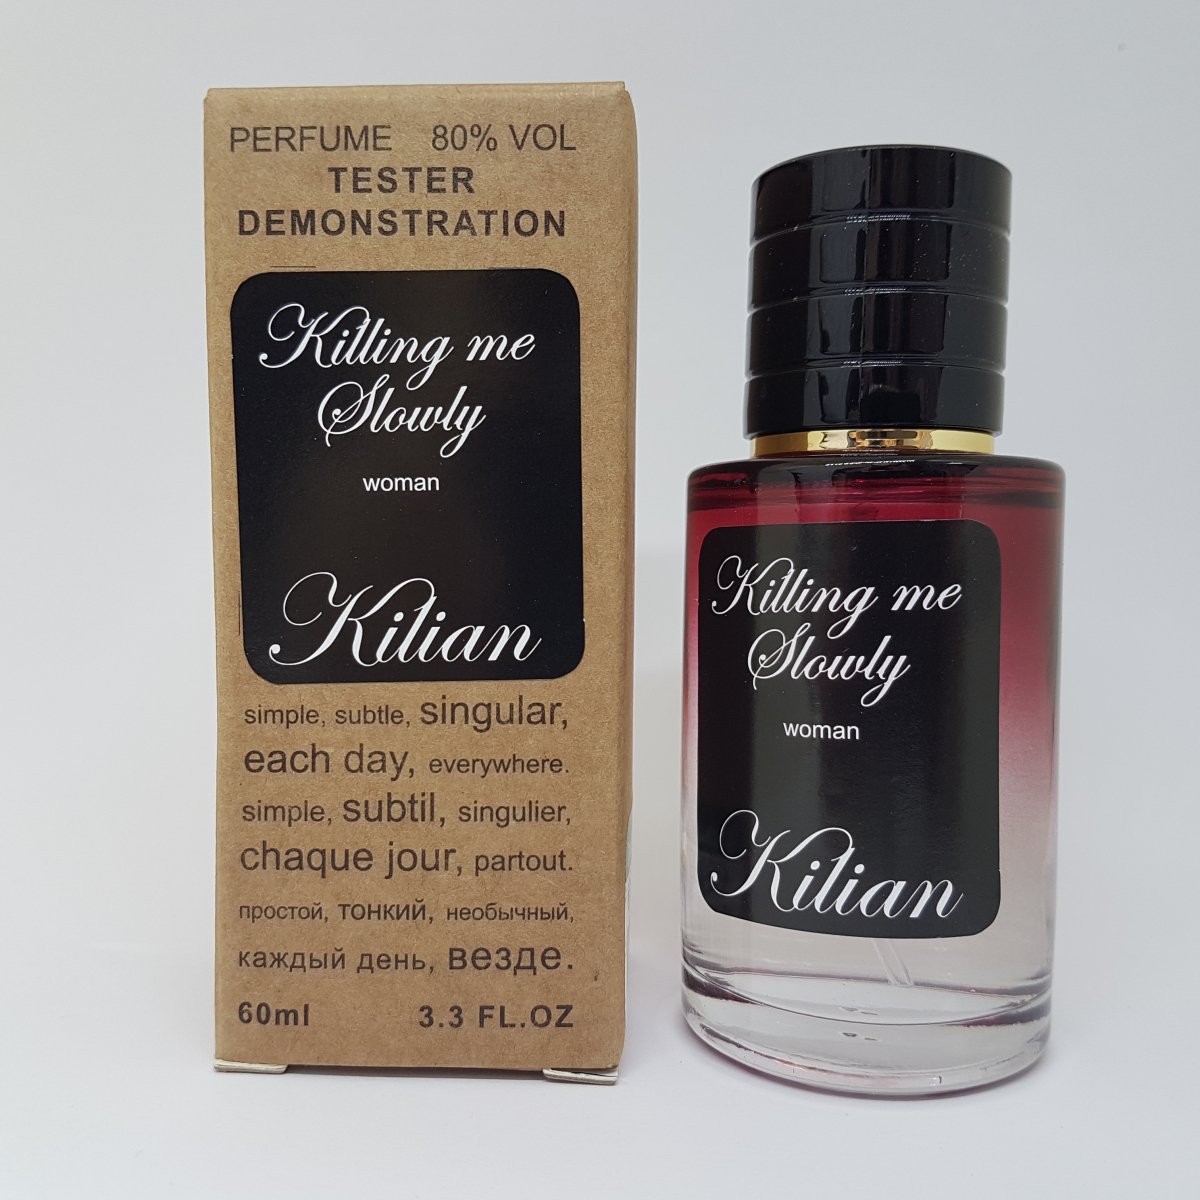 PERFUME 80% VOL
TESTER
DEMONSTRATION
Killing me
Slowly
woman
Kilian
simple, subtle, singular,
each day, everywhere.
simple, subtil, singulier,
chaque jour, partout.
простой, тонкий, необычный,
каждый день, везде.
60ml 3.3 FL.OZ
Killing me
Slowly
woman
Kilian